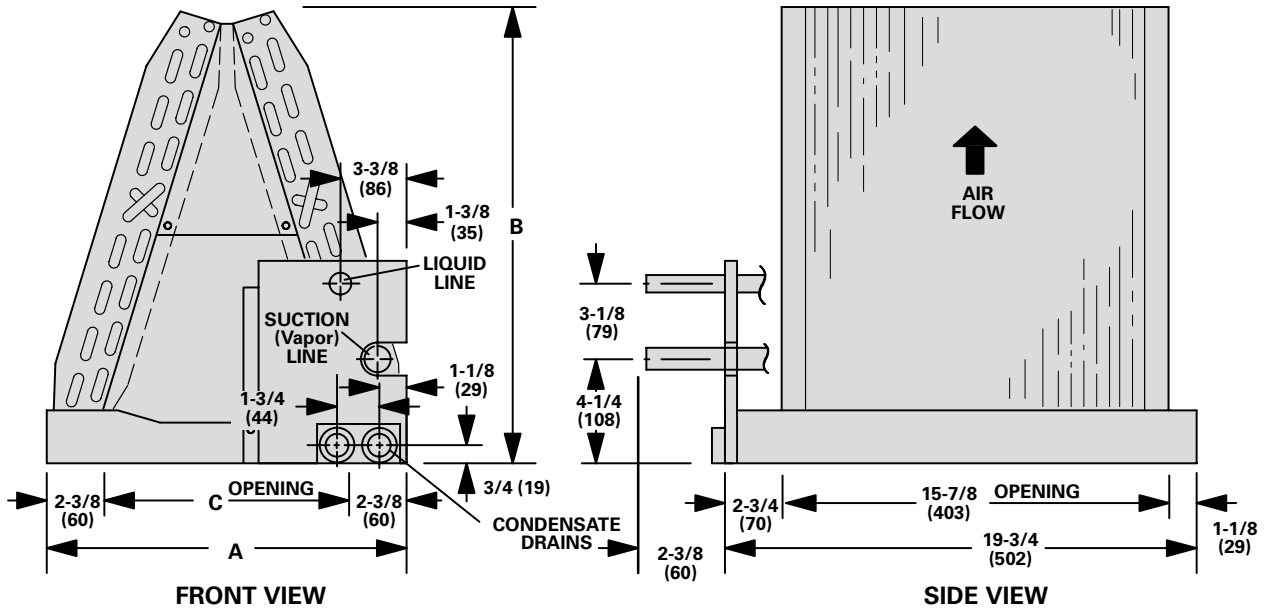 3-3/8
(86)
1-3/8
(35)
B
LIQUID
LINE
SUCTION
(Vapor)
LINE
1-1/8
(29)
1-3/4
(44)
3/4 (19)
2-3/8
(60)
C
OPENING
2-3/8
(60)
CONDENSATE
DRAINS
A
FRONT VIEW
AIR
FLOW
3-1/8
(79)
4-1/4
(108)
2-3/4
(70)
15-7/8
(403)
OPENING
1-1/8
(29)
2-3/8
(60)
19-3/4
(502)
SIDE VIEW